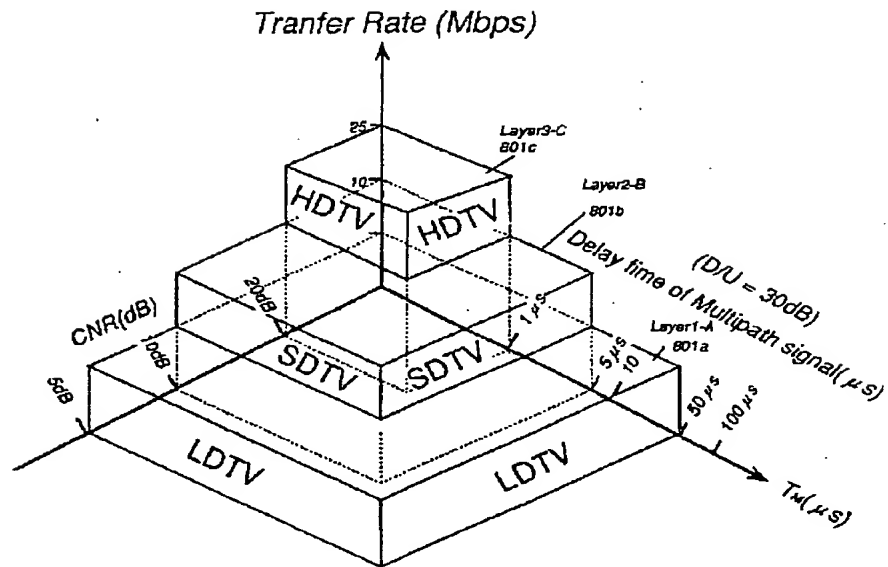 Tranfer Rate (Mbps)
25
10
Layer3-C
801c
Layer2-B
801b
HDTV
HDTV
Delay fime of Multipath signal(μs)
(D/U = 30dB)
CNR(dB)
20dB
10dB
5dB
SDTV
SDTV
1μs
5μs
10
50μs
100μs
Layer1-A
801a
LDTV
LDTV
TM(μs)